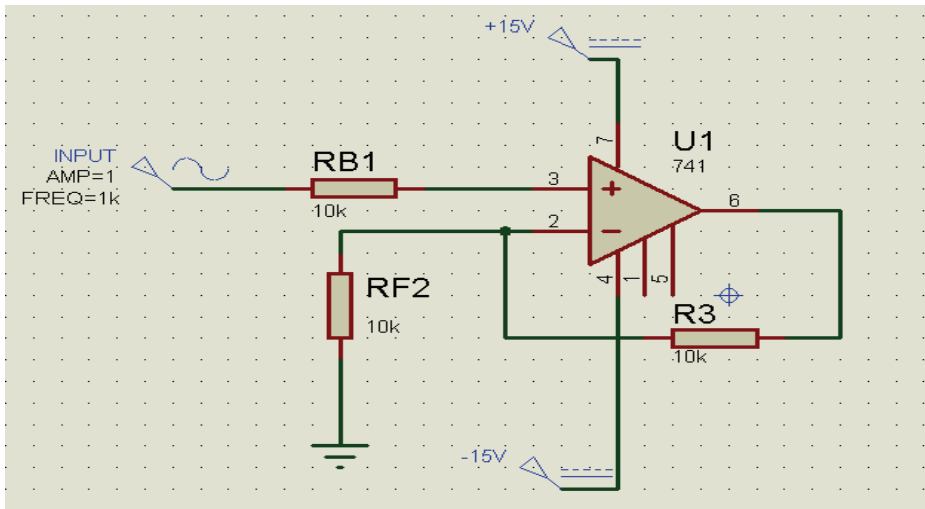 +15V
U1
741
7
INPUT
AMP=1
FREQ=1k
RB1
10k
3
6
2
RF2
10k
4
1
5
R3
10k
-15V